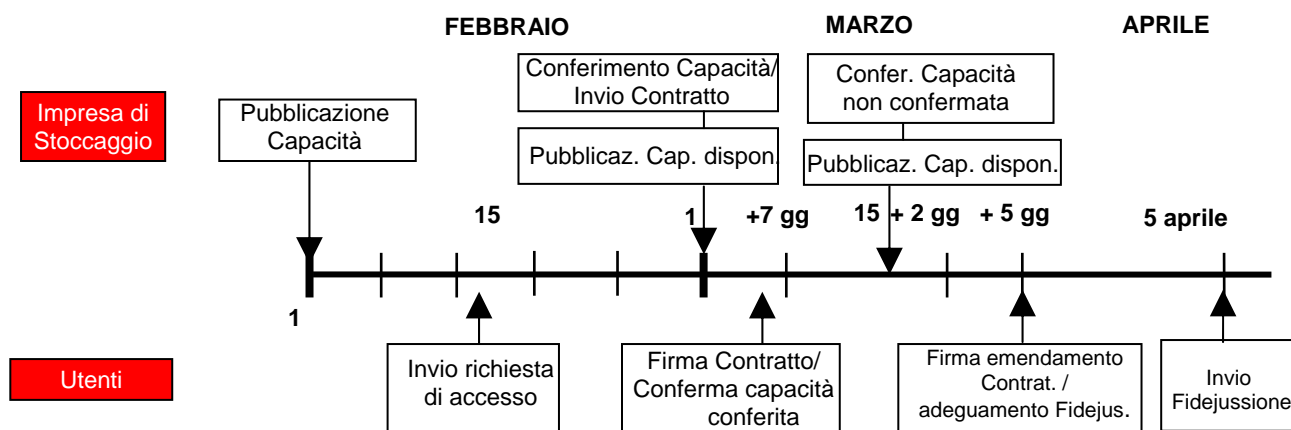 FEBBRAIO MARZO APRILE
Impresa di
Stoccaggio
Pubblicazione
Capacità
Conferimento Capacità/
Invio Contratto
Pubblicaz. Cap. dispon.
Confer. Capacità
non confermata
Pubblicaz. Cap. dispon.
15 1 +7 gg 15 + 2 gg + 5 gg 5 aprile
1
Utenti
Invio richiesta
di accesso
Firma Contratto/
Conferma capacità
conferita
Firma emendamento
Contrat. /
adeguamento Fidejus.
Invio
Fidejussione